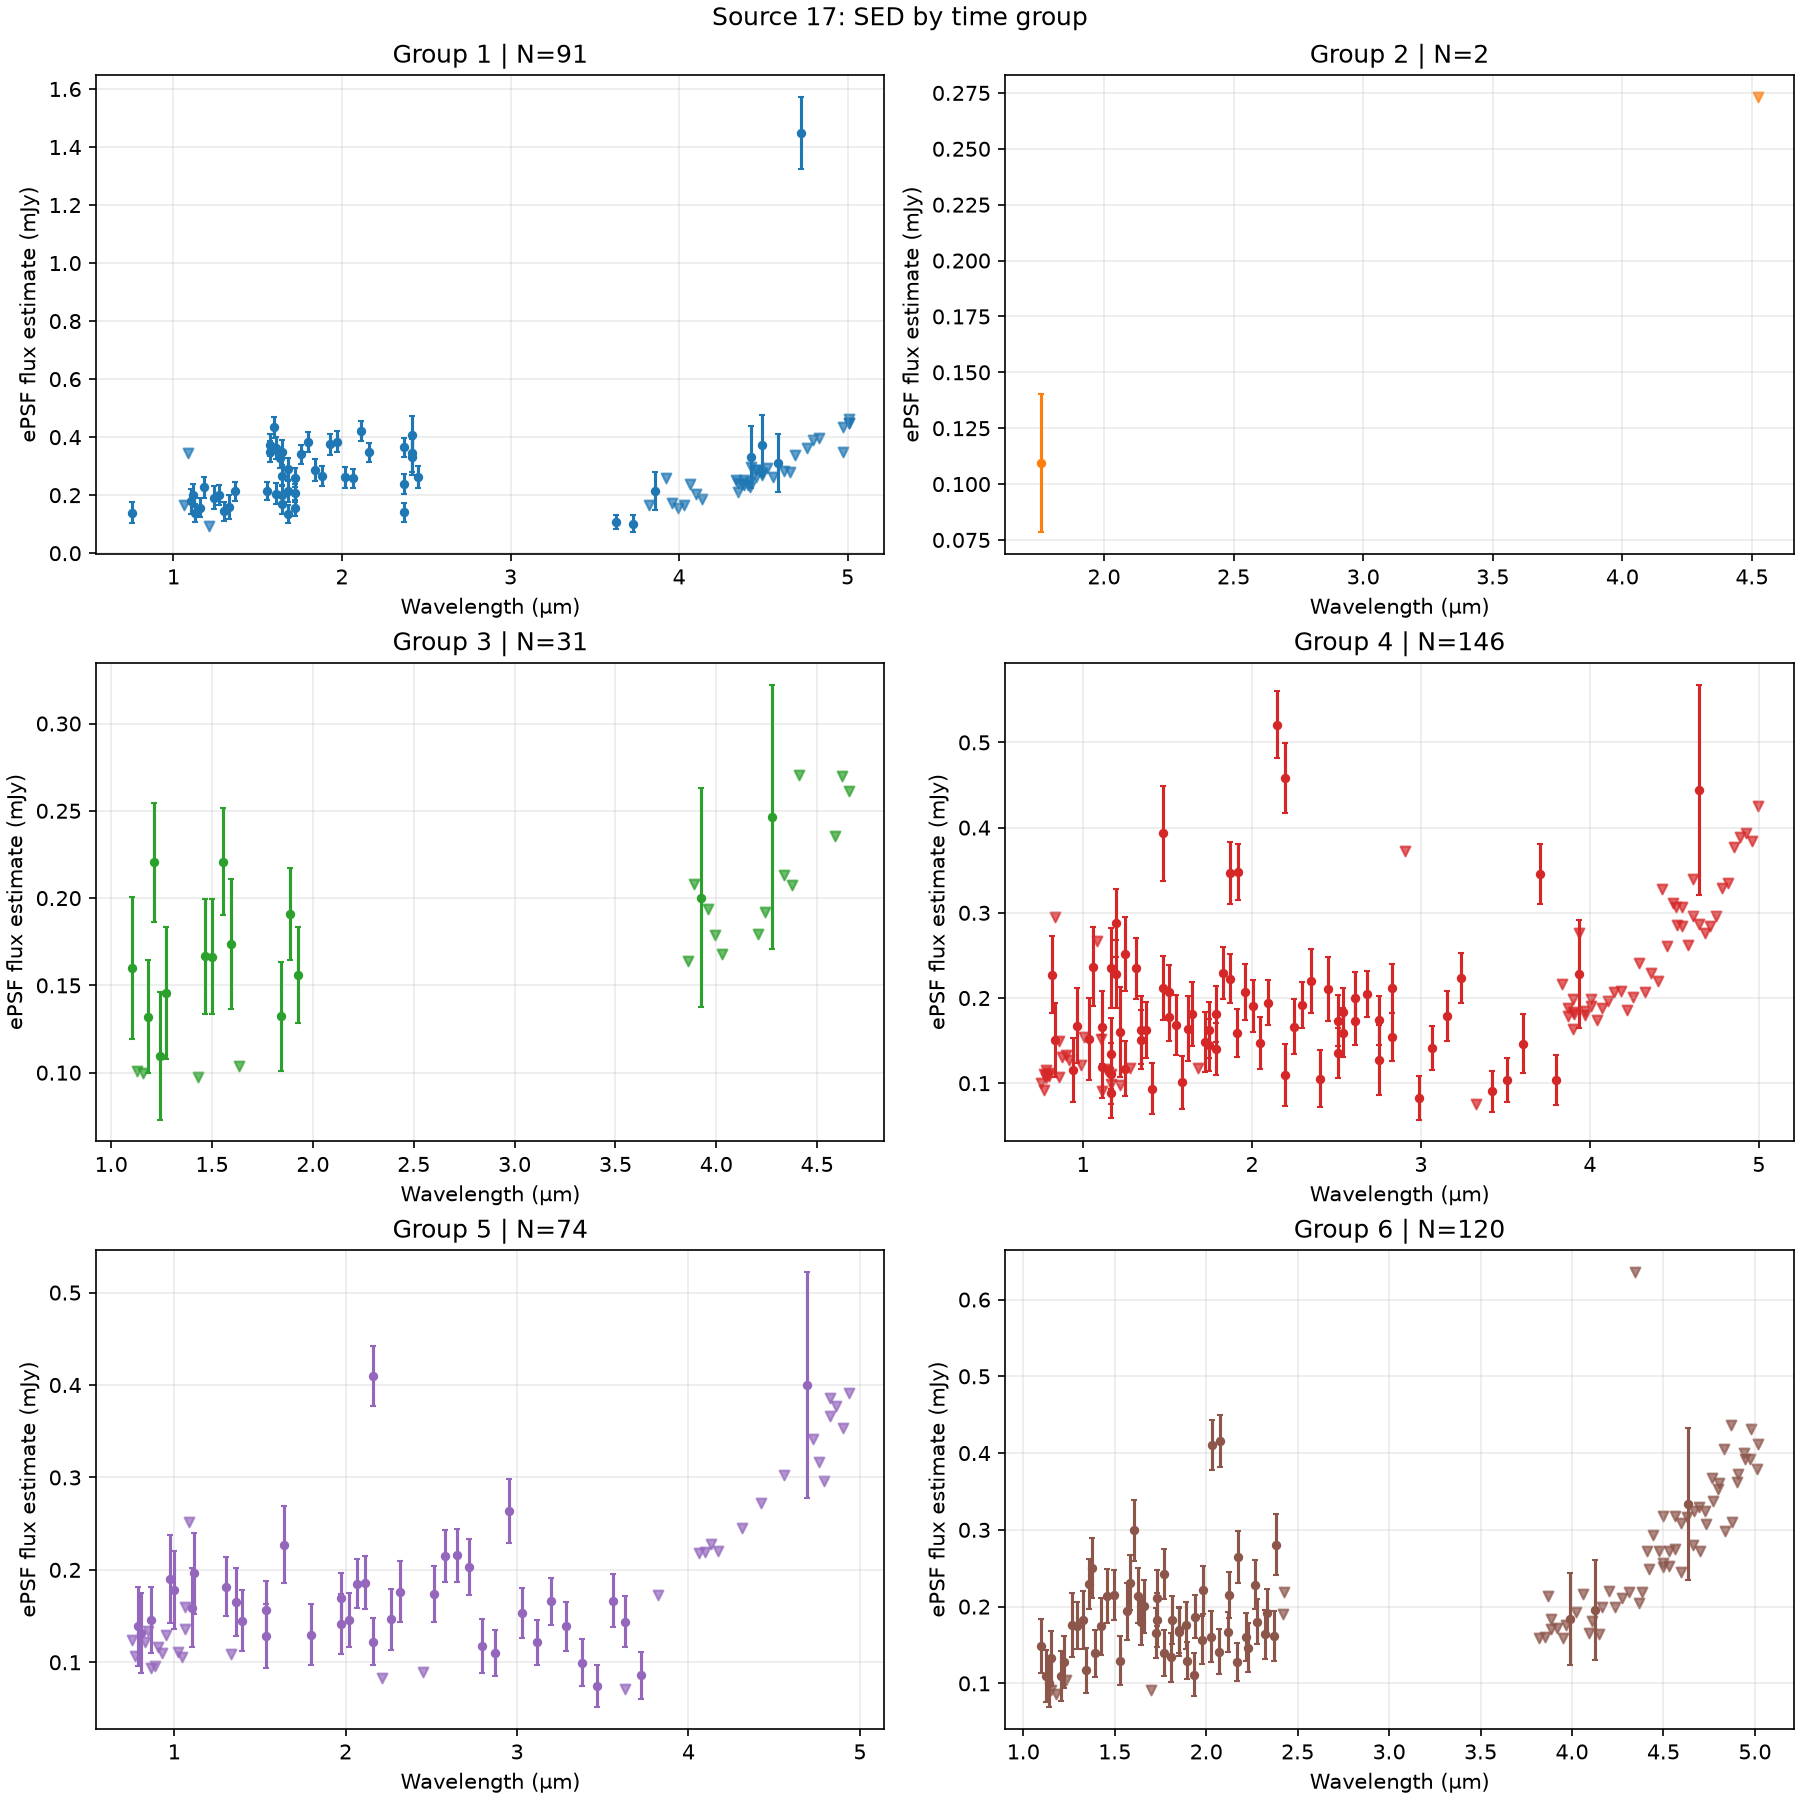 Source 17: SED by time group
Group 1 | N=91
ePSF flux estimate (mJy)
1.6
1.4
1.2
1.0
0.8
0.6
0.4
0.2
0.0
1 2 3 4 5
Wavelength (µm)
Group 2 | N=2
ePSF flux estimate (mJy)
0.275
0.250
0.225
0.200
0.175
0.150
0.125
0.100
0.075
2.0 2.5 3.0 3.5 4.0 4.5
Wavelength (µm)
Group 3 | N=31
ePSF flux estimate (mJy)
0.30
0.25
0.20
0.15
0.10
1.0 1.5 2.0 2.5 3.0 3.5 4.0 4.5
Wavelength (µm)
Group 4 | N=146
ePSF flux estimate (mJy)
0.5
0.4
0.3
0.2
0.1
1 2 3 4 5
Wavelength (µm)
Group 5 | N=74
ePSF flux estimate (mJy)
0.5
0.4
0.3
0.2
0.1
1 2 3 4 5
Wavelength (µm)
Group 6 | N=120
ePSF flux estimate (mJy)
0.6
0.5
0.4
0.3
0.2
0.1
1.0 1.5 2.0 2.5 3.0 3.5 4.0 4.5 5.0
Wavelength (µm)